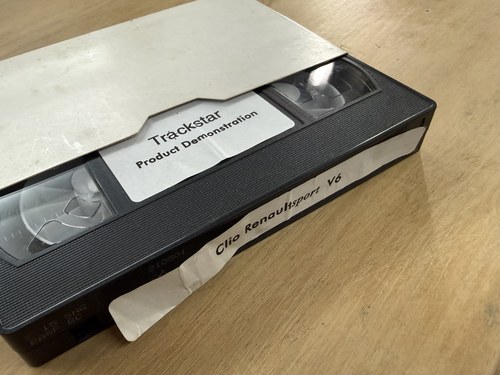 Trackstar
Product Demonstration
Clio Renaultsport V6